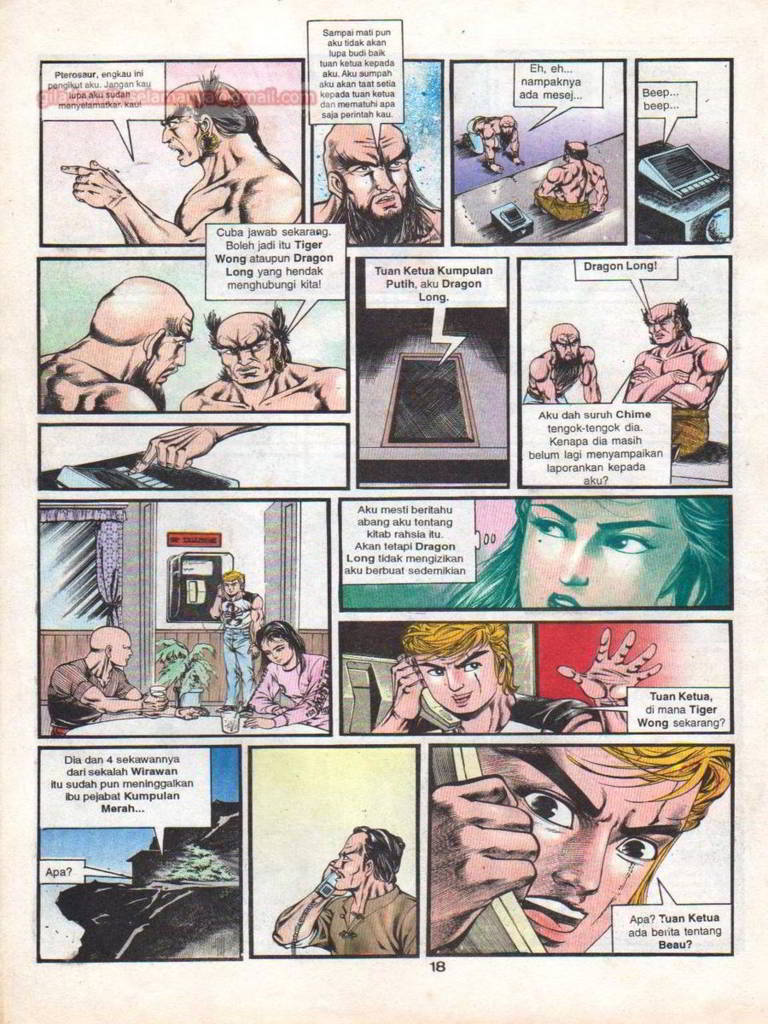 Pterosaur, engkau ini
pengikut aku. Jangan kau
lupa aku sudah
menyelamatkan kau!
Sampai mati pun
aku tidak akan
lupa budi baik
tuan ketua kepada
aku. Aku sumpah
aku akan taat setia
kepada tuan ketua
dan mematuhi apa
saja perintah kau.
Eh, eh...
nampaknya
ada mesej...
Beep...
beep...
Cuba jawab sekarang.
Boleh jadi itu Tiger
Wong ataupun Dragon
Long yang hendak
menghubungi kita!
Tuan Ketua Kumpulan
Putih, aku Dragon
Long.
Dragon Long!
Aku dah suruh Chime
tengok-tengok dia.
Kenapa dia masih
belum lagi menyampaikan
laporankan kepada
aku?
Aku mesti beritahu
abang aku tentang
kitab rahsia itu.
Akan tetapi Dragon
Long tidak mengizikan
aku berbuat sedemikian
Tuan Ketua,
di mana Tiger
Wong sekarang?
Dia dan 4 sekawannya
dari sekalah Wirawan
itu sudah pun meninggalkan
ibu pejabat Kumpulan
Merah...
Apa?
Apa? Tuan Ketua
ada berita tentang
Beau?
18